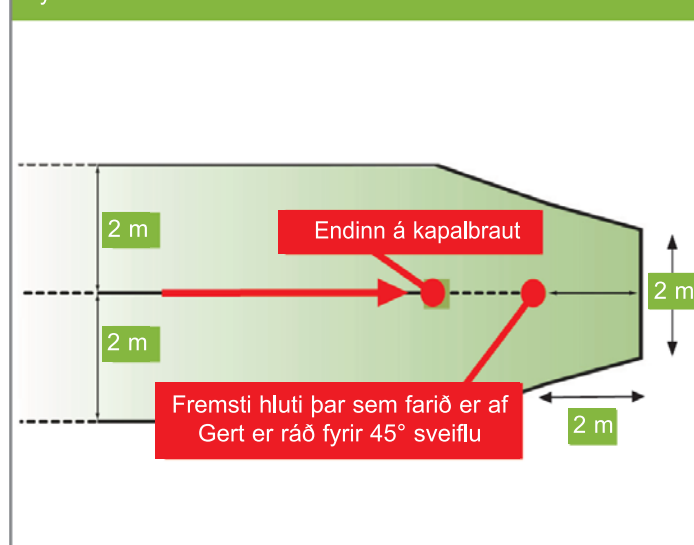 2 m
Endinn á kapalbraut
2 m
2 m
Fremsti hluti þar sem farið er af
Gert er ráð fyrir 45° sveiflu
2 m